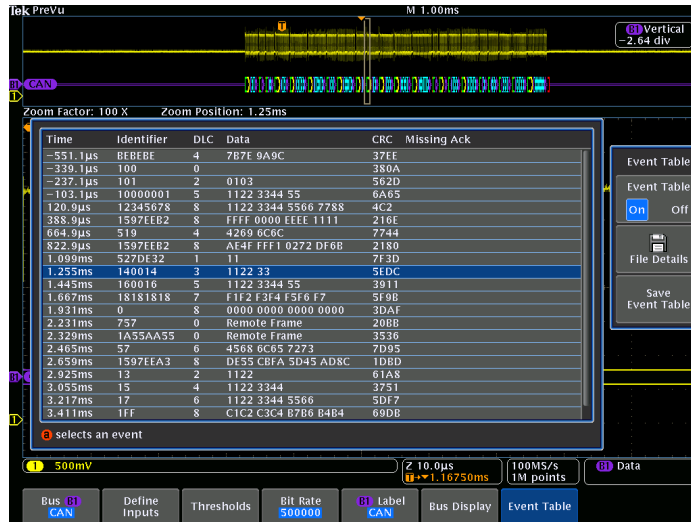 Tek PreVu M 1.00ms
T
B1 Vertical
-2.64 div
B1 CAN
1
Zoom Factor: 100 X Zoom Position: 1.25ms
Time Identifier DLC Data CRC Missing Ack
-551.1µs BEBEBE 4 7B7E 9A9C 37EE
-339.1µs 100 0 380A
-237.1µs 101 2 0103 562D
-103.1µs 10000001 5 1122 3344 55 6A65
120.9µs 12345678 8 1122 3344 5566 7788 4C2
388.9µs 1597EEB2 8 FFFF 0000 EEEE 1111 216E
664.9µs 519 4 4269 6C6C 7744
822.9µs 1597EEB2 8 AE4F FFF1 0272 DF6B 2180
1.099ms 527DE32 1 11 7F3D
1.255ms 140014 3 1122 33 5EDC
1.445ms 160016 5 1122 3344 55 3911
1.667ms 18181818 7 F1F2 F3F4 F5F6 F7 5F9B
1.931ms 0 8 0000 0000 0000 0000 3DAF
2.231ms 757 0 Remote Frame 20BB
2.329ms 1A55AA55 0 Remote Frame 3536
2.465ms 57 6 4568 6C65 7273 7D95
2.659ms 1597EEA3 8 DE55 CBFA 5D45 AD8C 1DBD
2.925ms 13 2 1122 61A8
3.055ms 15 4 1122 3344 3751
3.217ms 17 6 1122 3344 5566 5DF7
3.411ms 1FF 8 C1C2 C3C4 B7B6 B4B4 69DB
a selects an event
Event Table
Event Table
On Off
File Details
Save
Event Table
B1
1
1 500mV
Z 10.0µs
T→▼1.16750ms
100MS/s
1M points
B1 Data
Bus B1
CAN
Define
Inputs
Thresholds
Bit Rate
500000
B1 Label
CAN
Bus Display
Event Table